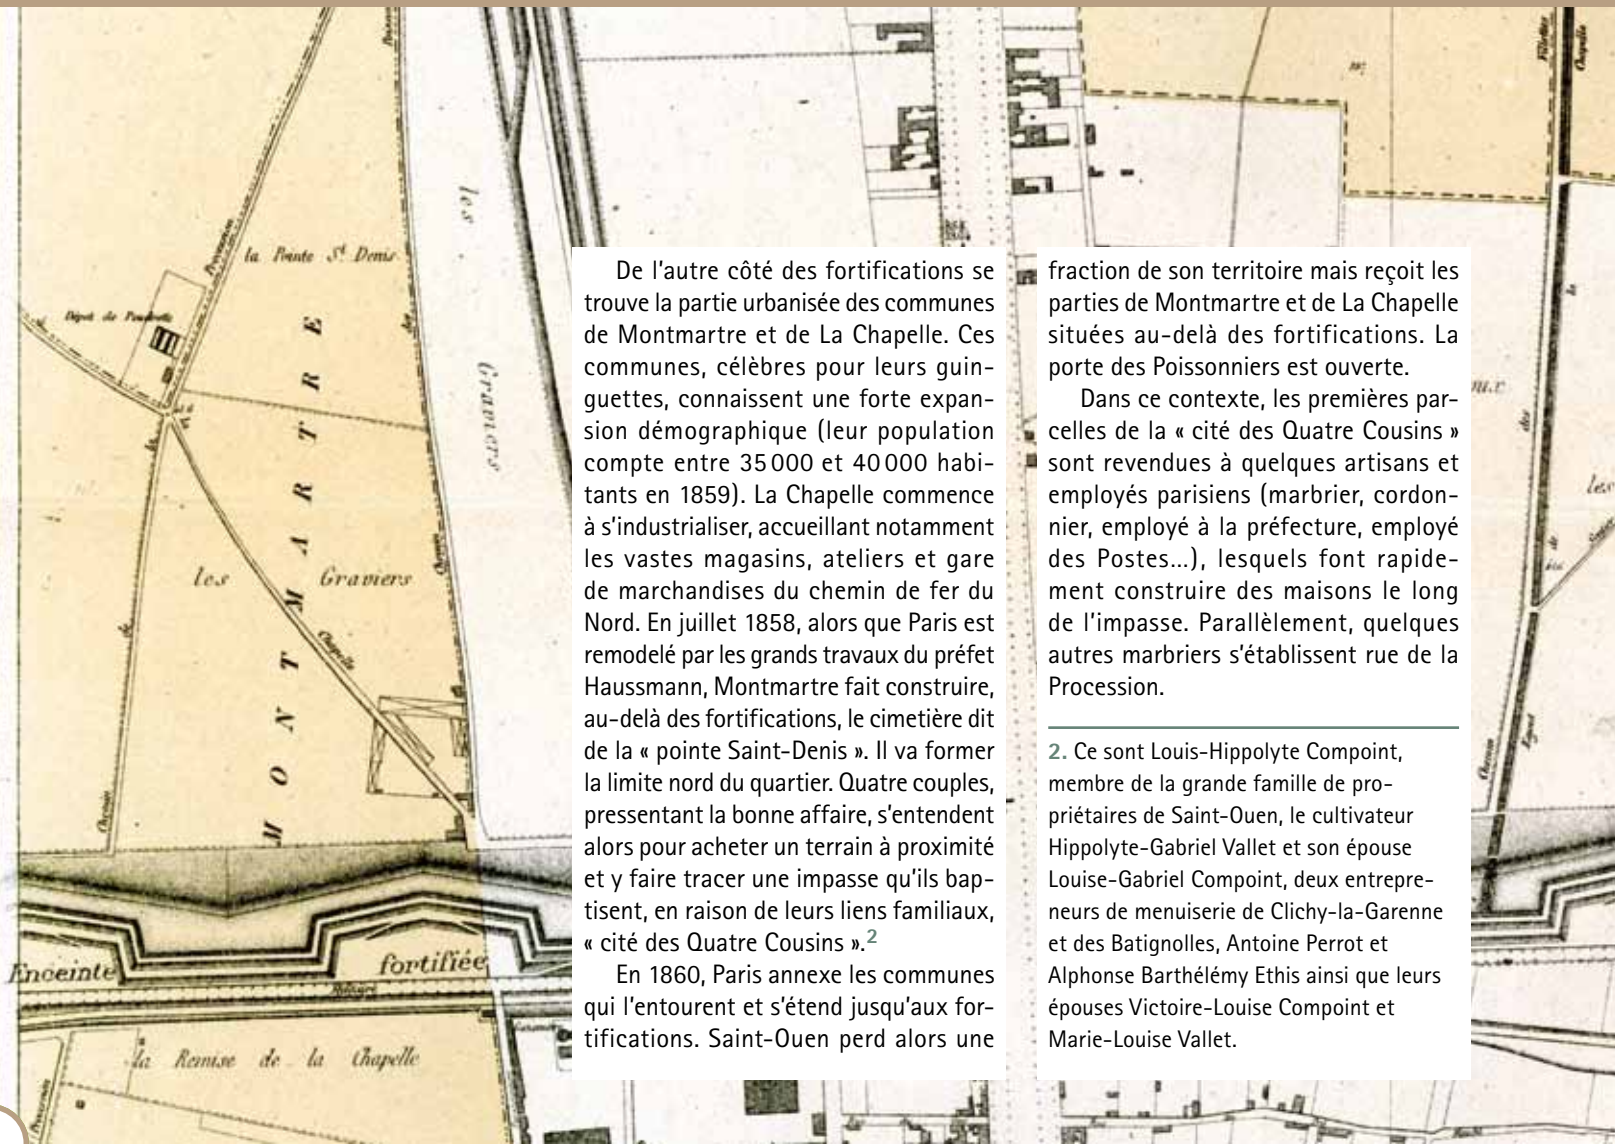 la Pointe S.t Denis
les
Graviers
MONTMARTRE
les Graviers
Chapelle
Enceinte fortifiée
la Remise de la Chapelle
De l'autre côté des fortifications se
trouve la partie urbanisée des communes
de Montmartre et de La Chapelle. Ces
communes, célèbres pour leurs guin-
guettes, connaissent une forte expan-
sion démographique (leur population
compte entre 35 000 et 40 000 habi-
tants en 1859). La Chapelle commence
à s'industrialiser, accueillant notamment
les vastes magasins, ateliers et gare
de marchandises du chemin de fer du
Nord. En juillet 1858, alors que Paris est
remodelé par les grands travaux du préfet
Haussmann, Montmartre fait construire,
au-delà des fortifications, le cimetière dit
de la « pointe Saint-Denis ». Il va former
la limite nord du quartier. Quatre couples,
pressentant la bonne affaire, s'entendent
alors pour acheter un terrain à proximité
et y faire tracer une impasse qu'ils bap-
tisent, en raison de leurs liens familiaux,
« cité des Quatre Cousins ».2
En 1860, Paris annexe les communes
qui l'entourent et s'étend jusqu'aux for-
tifications. Saint-Ouen perd alors une
fraction de son territoire mais reçoit les
parties de Montmartre et de La Chapelle
situées au-delà des fortifications. La
porte des Poissonniers est ouverte.
Dans ce contexte, les premières par-
celles de la « cité des Quatre Cousins »
sont revendues à quelques artisans et
employés parisiens (marbrier, cordon-
nier, employé à la préfecture, employé
des Postes...), lesquels font rapide-
ment construire des maisons le long
de l'impasse. Parallèlement, quelques
autres marbriers s'établissent rue de la
Procession.
2. Ce sont Louis-Hippolyte Compoint,
membre de la grande famille de pro-
priétaires de Saint-Ouen, le cultivateur
Hippolyte-Gabriel Vallet et son épouse
Louise-Gabriel Compoint, deux entrepre-
neurs de menuiserie de Clichy-la-Garenne
et des Batignolles, Antoine Perrot et
Alphonse Barthélémy Ethis ainsi que leurs
épouses Victoire-Louise Compoint et
Marie-Louise Vallet.
Chapelle
les